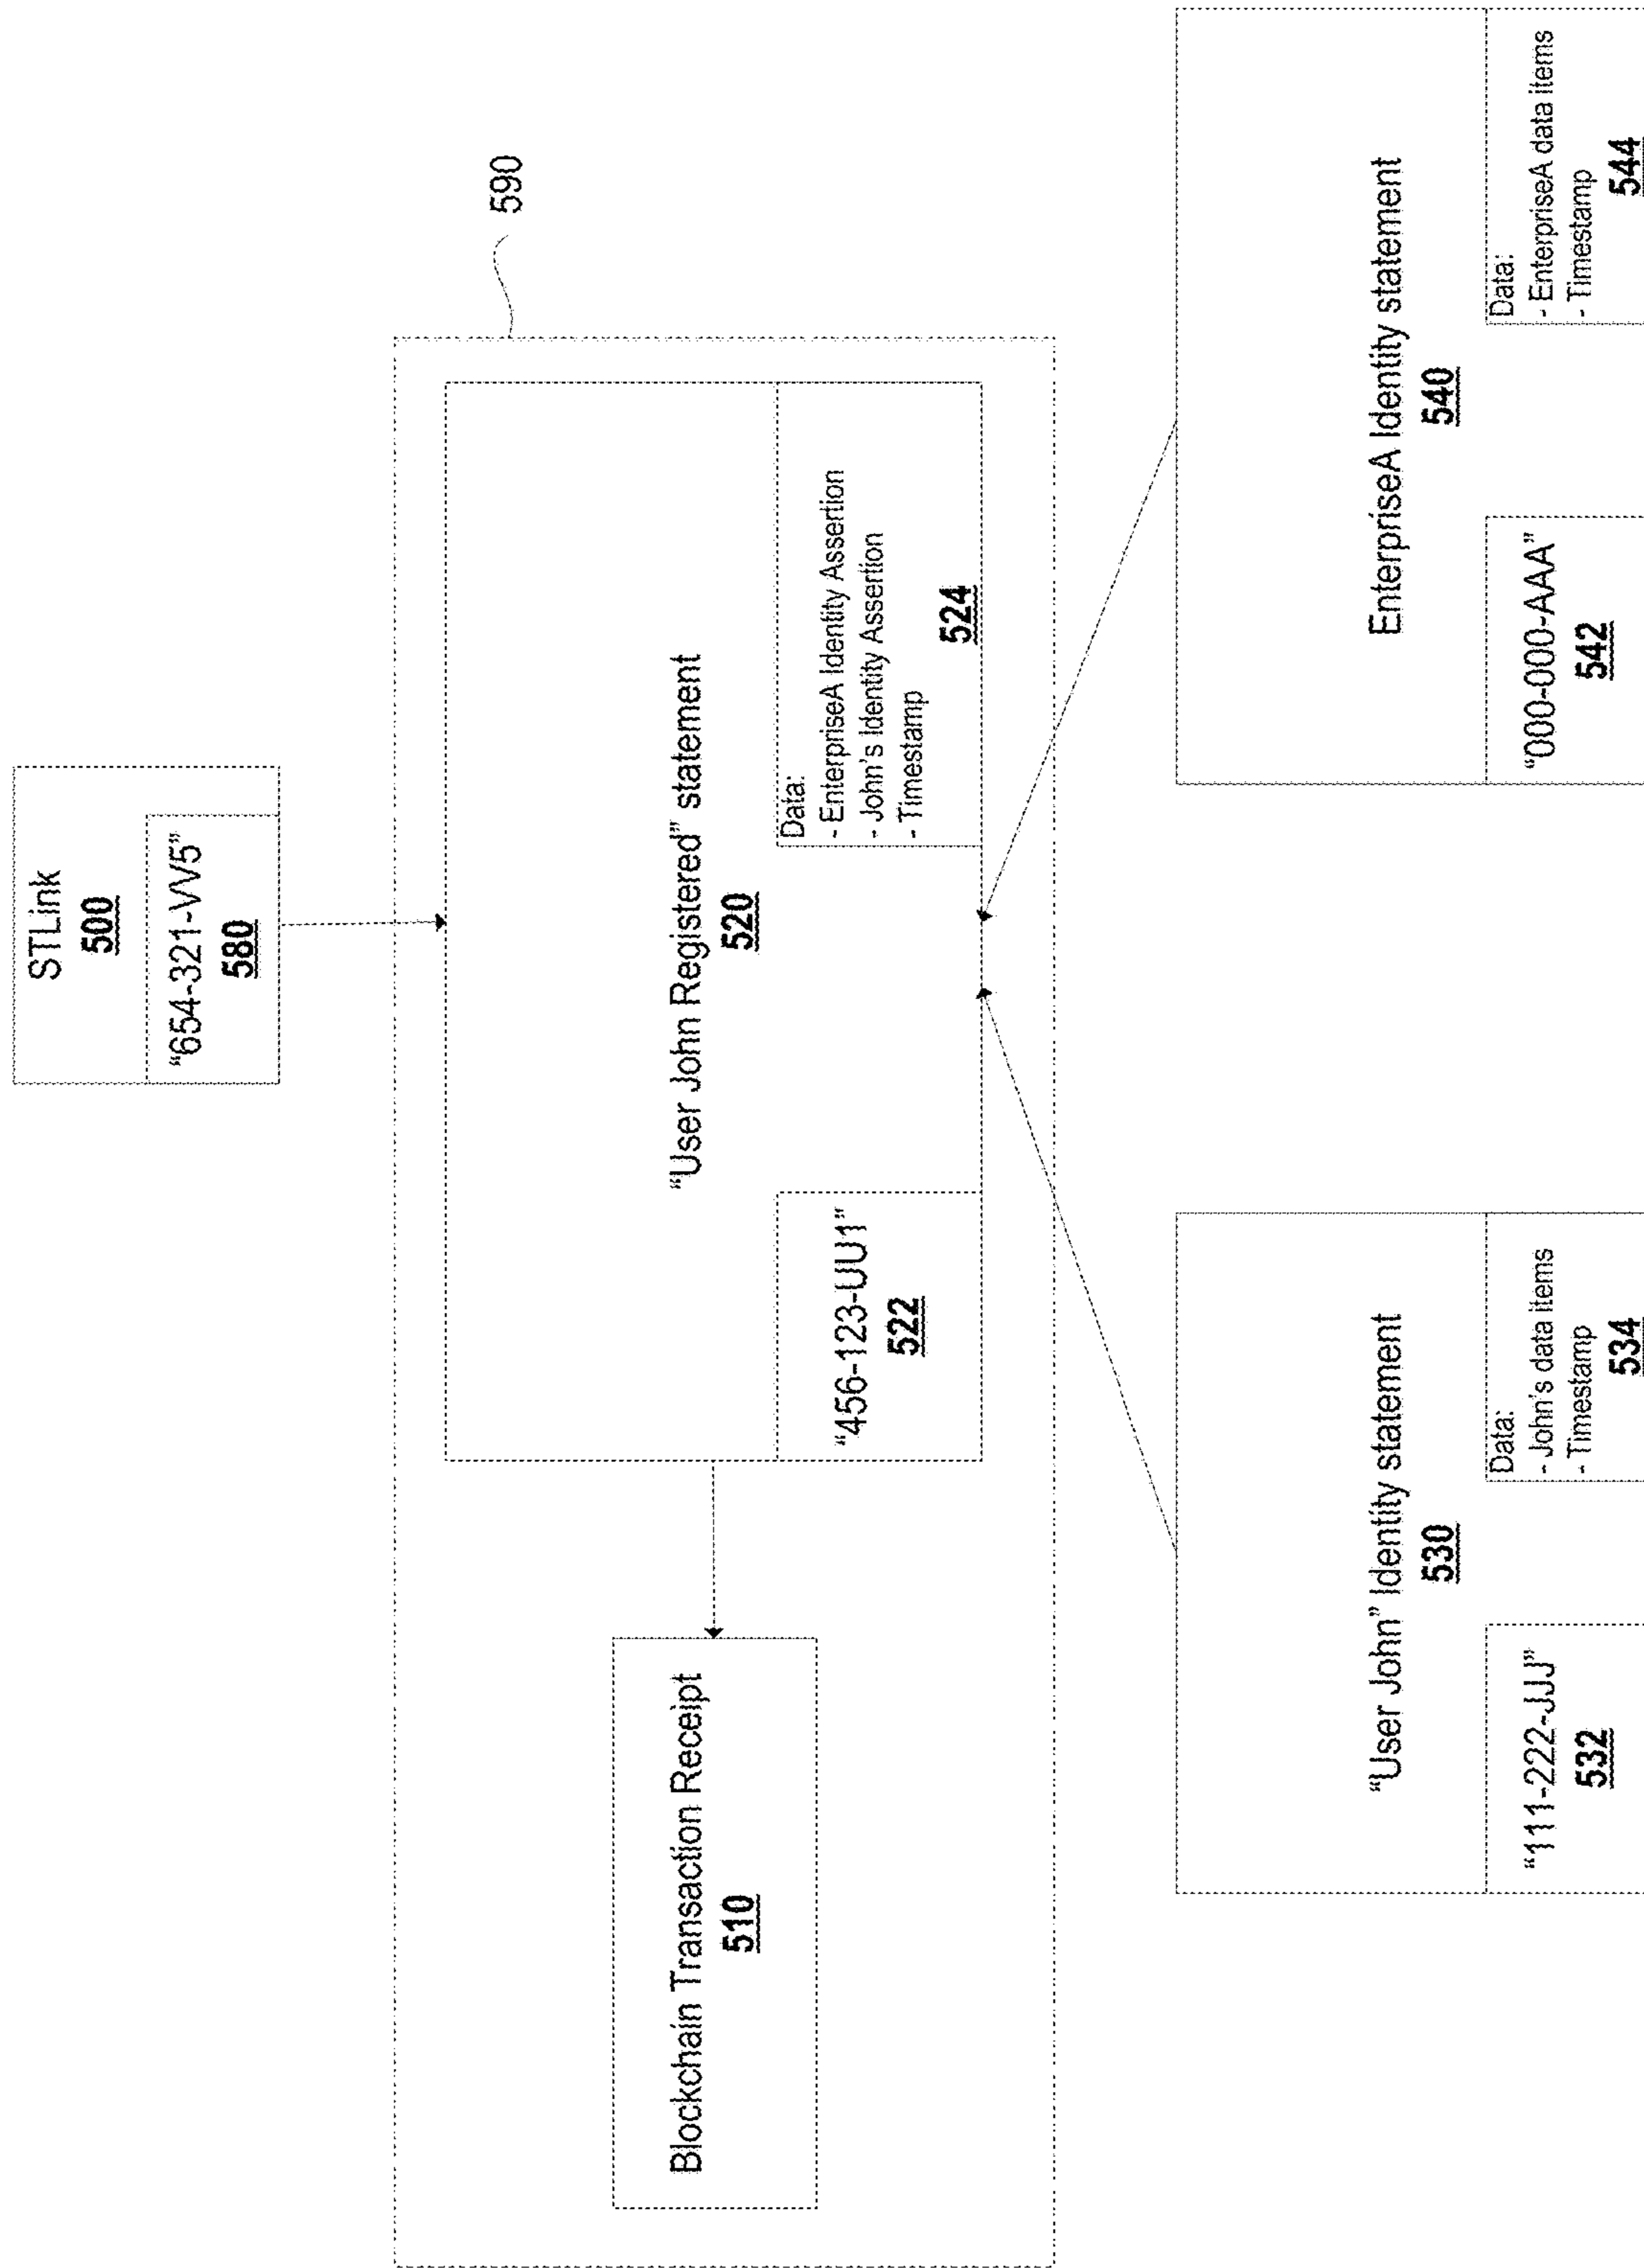 STLink
500
“654-321-VV5”
580
590
Blockchain Transaction Receipt
510
“User John Registered” statement
520
“456-123-UU1”
522
Data:
- EnterpriseA Identity Assertion
- John's Identity Assertion
- Timestamp
524
“User John” Identity statement
530
“111-222-JJJ”
532
Data:
- John's data items
- Timestamp
534
EnterpriseA Identity statement
540
“000-000-AAA”
542
Data:
- EnterpriseA data items
- Timestamp
544